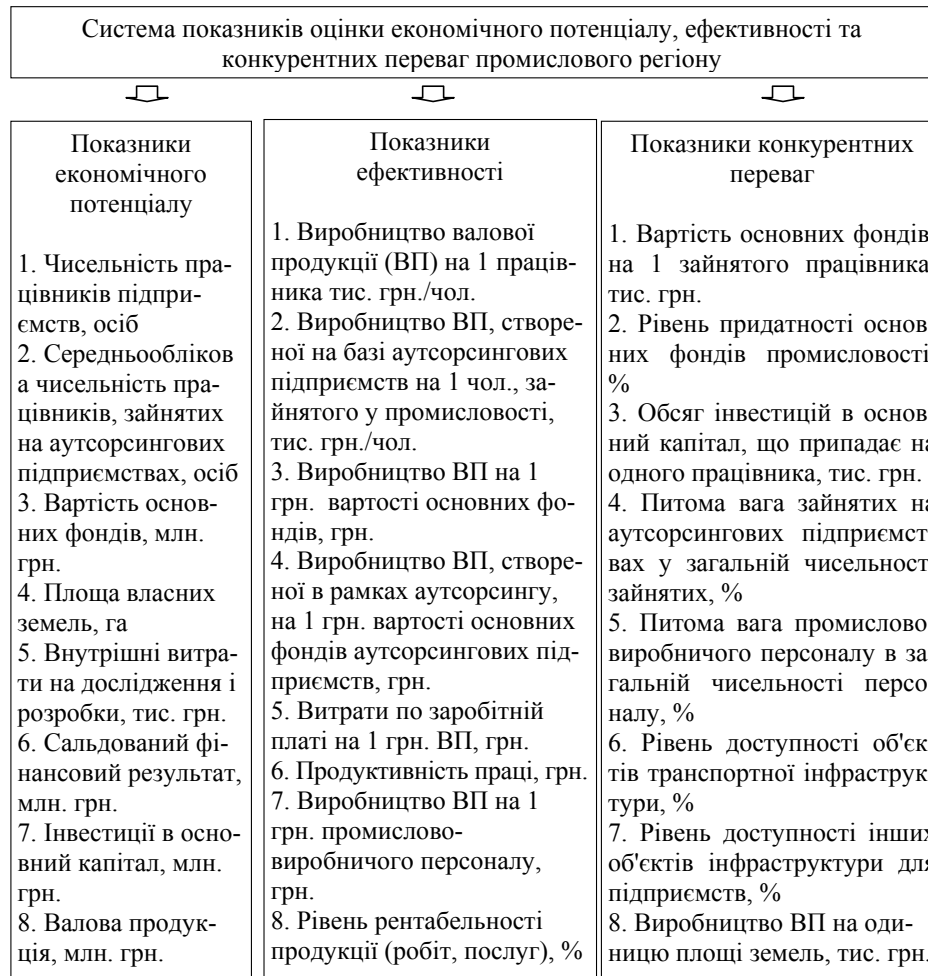 Система показників оцінки економічного потенціалу, ефективності та
конкурентних переваг промислового регіону
Показники
економічного
потенціалу
1. Чисельність пра-
цівників підпри-
ємств, осіб
2. Середньообліков
а чисельність пра-
цівників, зайнятих
на аутсорсингових
підприємствах, осіб
3. Вартість основ-
них фондів, млн.
грн.
4. Площа власних
земель, га
5. Внутрішні витра-
ти на дослідження і
розробки, тис. грн.
6. Сальдований фі-
нансовий результат,
млн. грн.
7. Інвестиції в осно-
вний капітал, млн.
грн.
8. Валова продук-
ція, млн. грн.
Показники
ефективності
1. Виробництво валової
продукції (ВП) на 1 праців-
ника тис. грн./чол.
2. Виробництво ВП, створе-
ної на базі аутсорсингових
підприємств на 1 чол., за-
йнятого у промисловості,
тис. грн./чол.
3. Виробництво ВП на 1
грн. вартості основних фо-
ндів, грн.
4. Виробництво ВП, створе-
ної в рамках аутсорсингу,
на 1 грн. вартості основних
фондів аутсорсингових під-
приємств, грн.
5. Витрати по заробітній
платі на 1 грн. ВП, грн.
6. Продуктивність праці, грн.
7. Виробництво ВП на 1
грн. промислово-
виробничого персоналу,
грн.
8. Рівень рентабельності
продукції (робіт, послуг), %
Показники конкурентних
переваг
1. Вартість основних фондів
на 1 зайнятого працівника
тис. грн.
2. Рівень придатності основ
них фондів промисловості
%
3. Обсяг інвестицій в основ
ний капітал, що припадає на
одного працівника, тис. грн.
4. Питома вага зайнятих на
аутсорсингових підприємст
вах у загальній чисельност
зайнятих, %
5. Питома вага промислово
виробничого персоналу в за
гальній чисельності персо
налу, %
6. Рівень доступності об'єк
тів транспортної інфраструк
тури, %
7. Рівень доступності інших
об'єктів інфраструктури для
підприємств, %
8. Виробництво ВП на оди-
ницю площі земель, тис. грн.